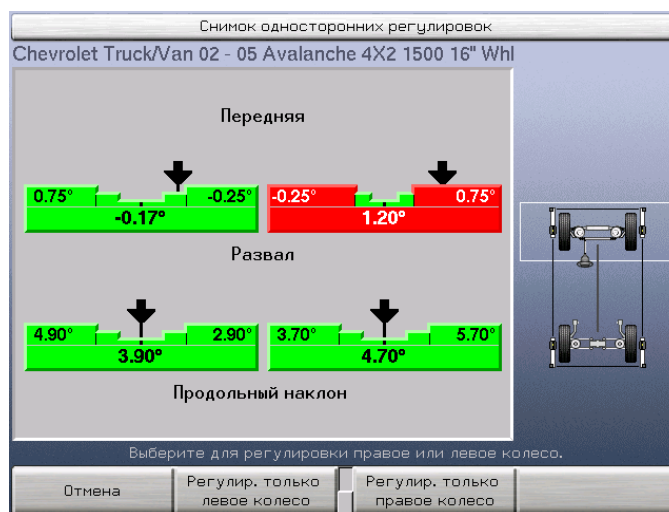 Снимок односторонних регулировок
Chevrolet Truck/Van 02 - 05 Avalanche 4X2 1500 16" Whl
Передняя
0.75° -0.25° -0.25° 0.75°
-0.17° 1.20°
Развал
4.90° 2.90° 3.70° 5.70°
3.90° 4.70°
Продольный наклон
Выберите для регулировки правое или левое колесо.
Отмена
Регулир. только
левое колесо
Регулир. только
правое колесо